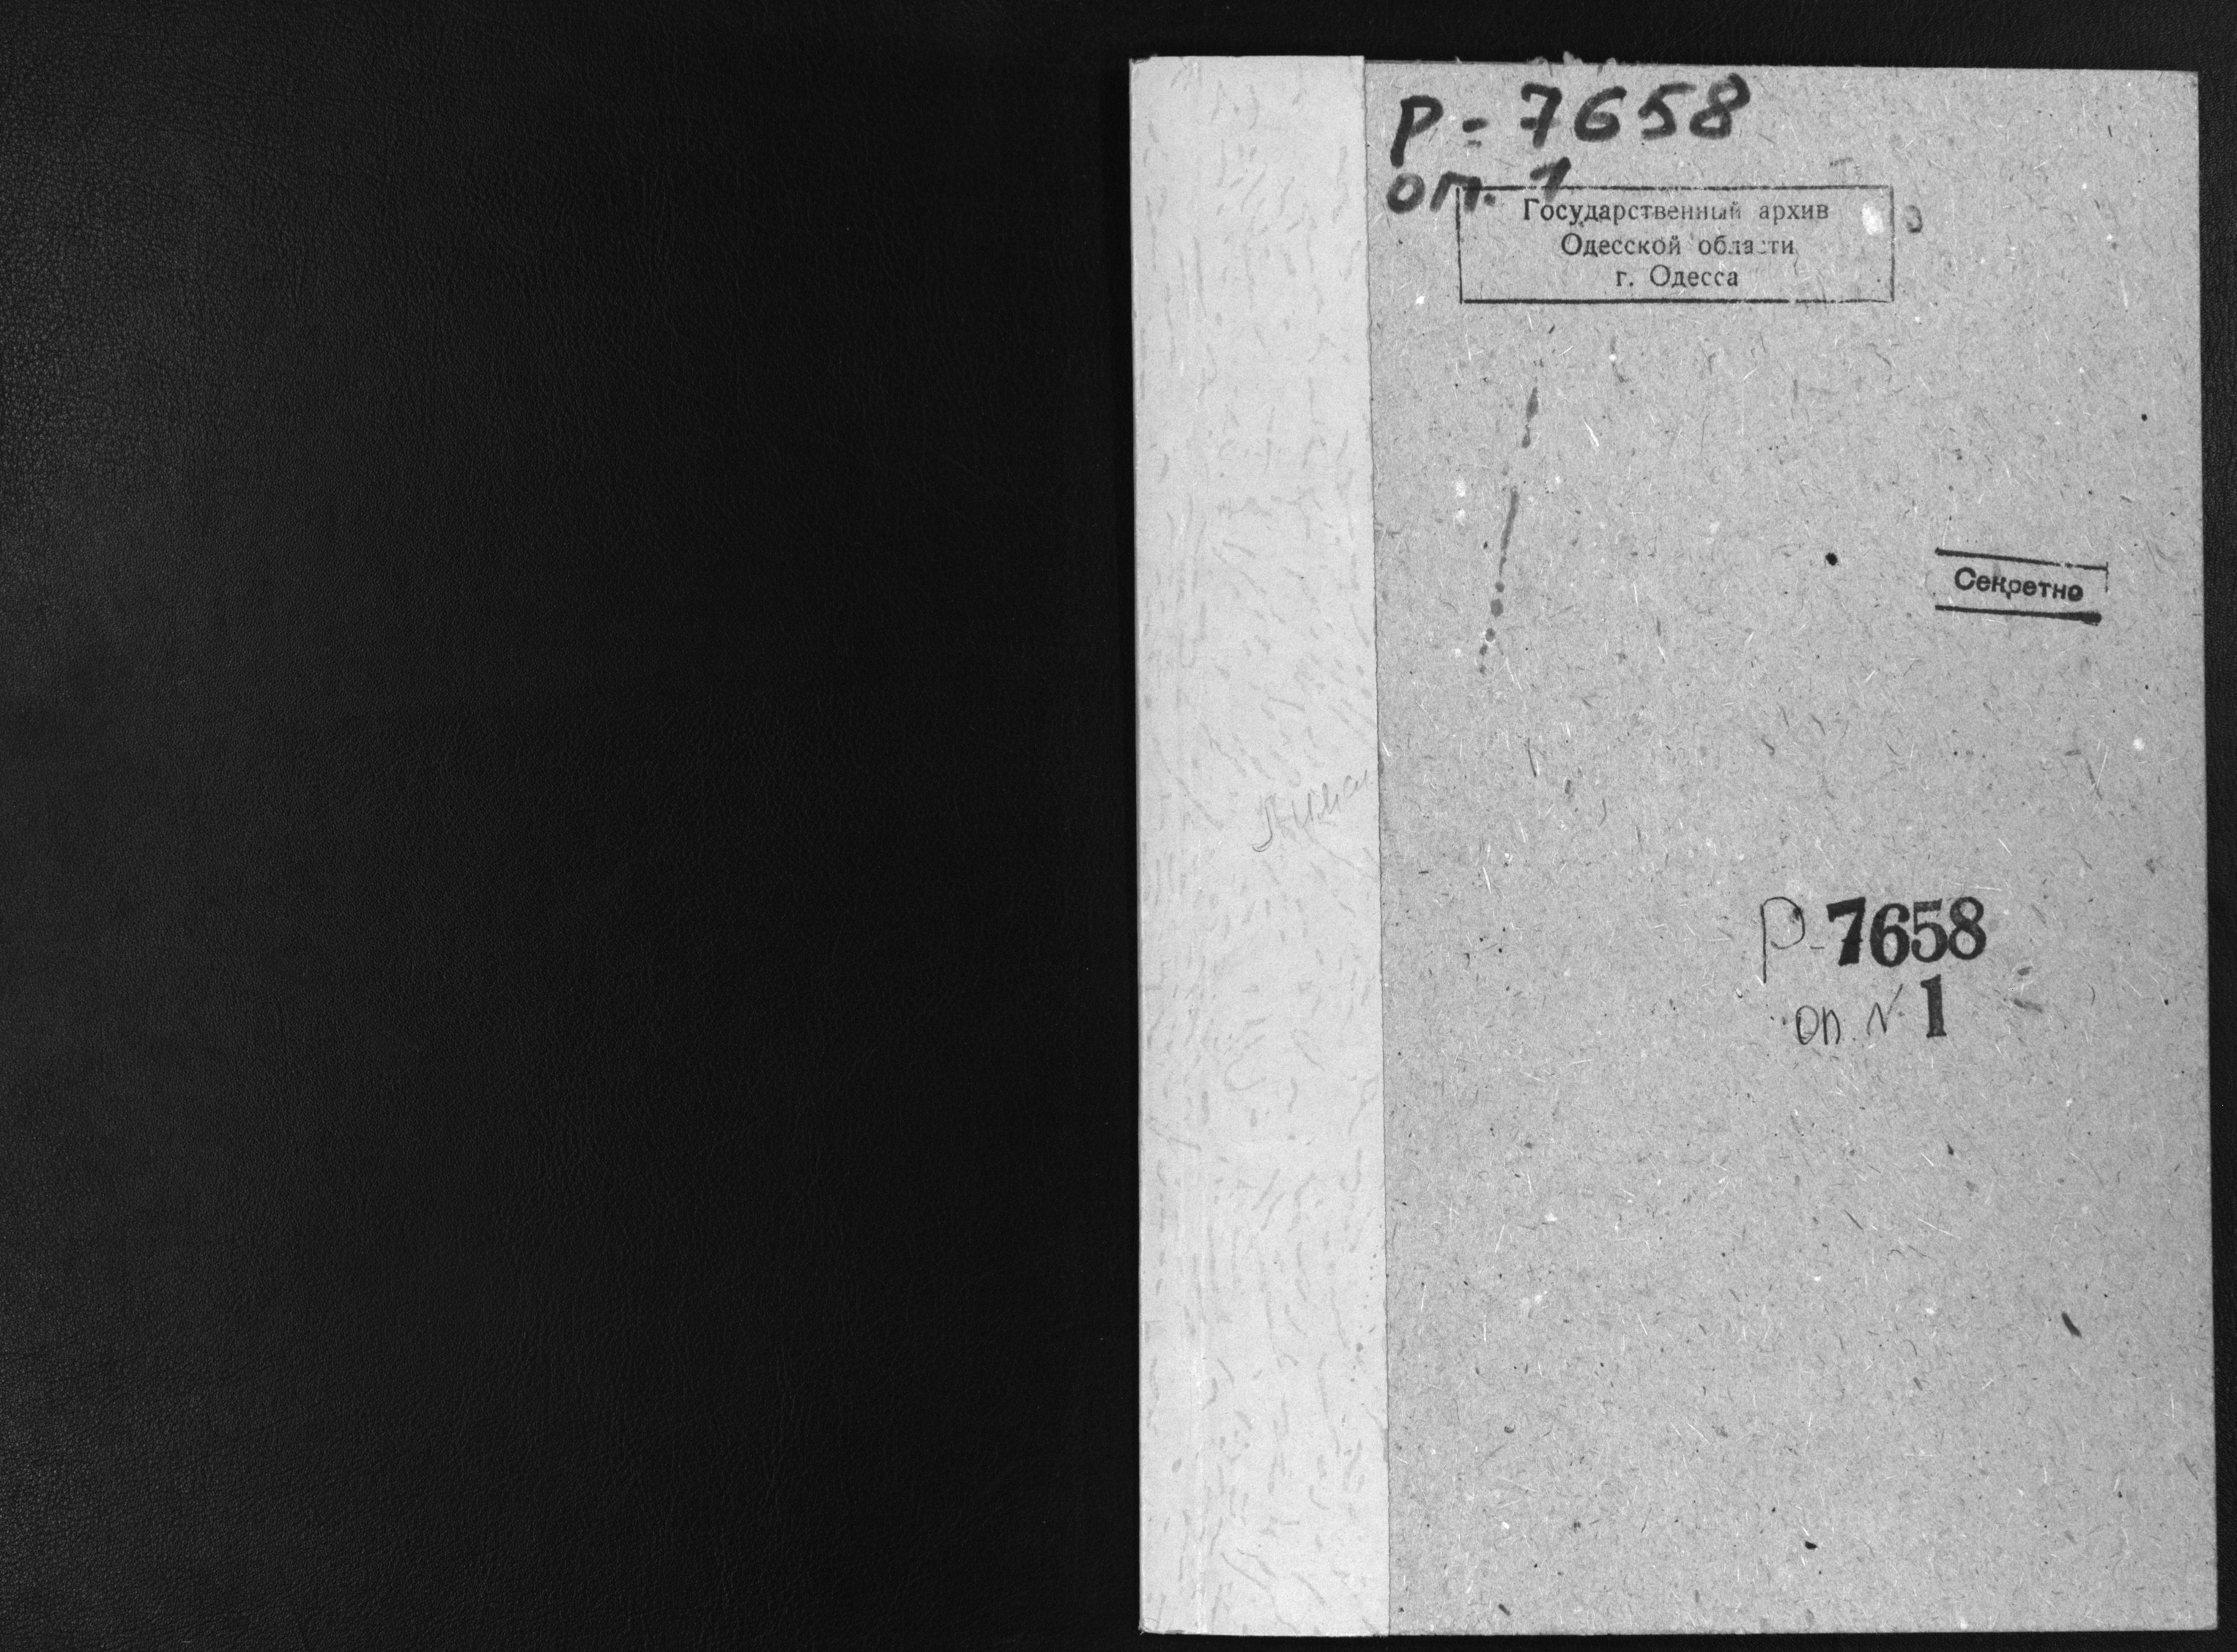 Р-7658
оп. 1
Государственный архив
Одесской области
г. Одесса
Секретно
Р-7658
оп. № 1